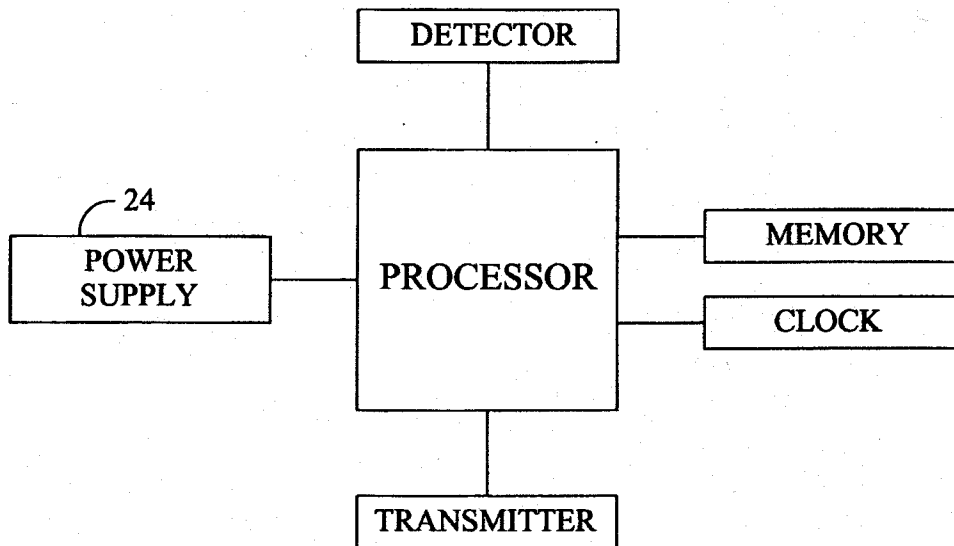 DETECTOR
24
POWER
SUPPLY
PROCESSOR
MEMORY
CLOCK
TRANSMITTER